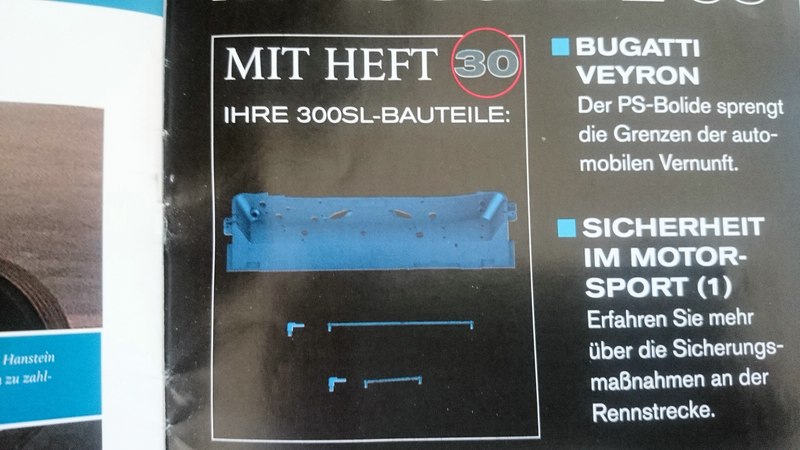 MIT HEFT 30
IHRE 300SL-BAUTEILE:
BUGATTI
VEYRON
Der PS-Bolide sprengt
die Grenzen der auto-
mobilen Vernunft.
SICHERHEIT
IM MOTOR-
SPORT (1)
Erfahren Sie mehr
über die Sicherungs-
maßnahmen an der
Rennstrecke.
Hanstein
zu zahl-